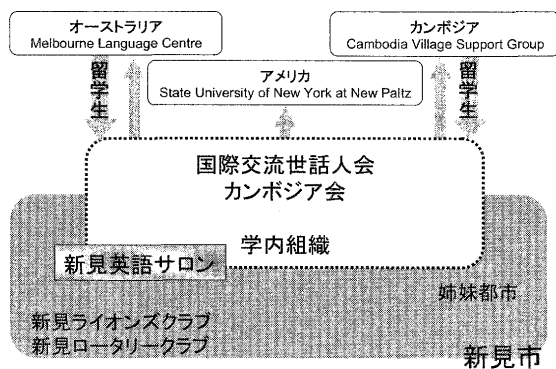 オーストラリア
Melbourne Language Centre
カンボジア
Cambodia Village Support Group
アメリカ
State University of New York at New Paltz
留学生
留学生
国際交流世話人会
カンボジア会
学内組織
新見英語サロン
姉妹都市
新見ライオンズクラブ
新見ロータリークラブ
新見市